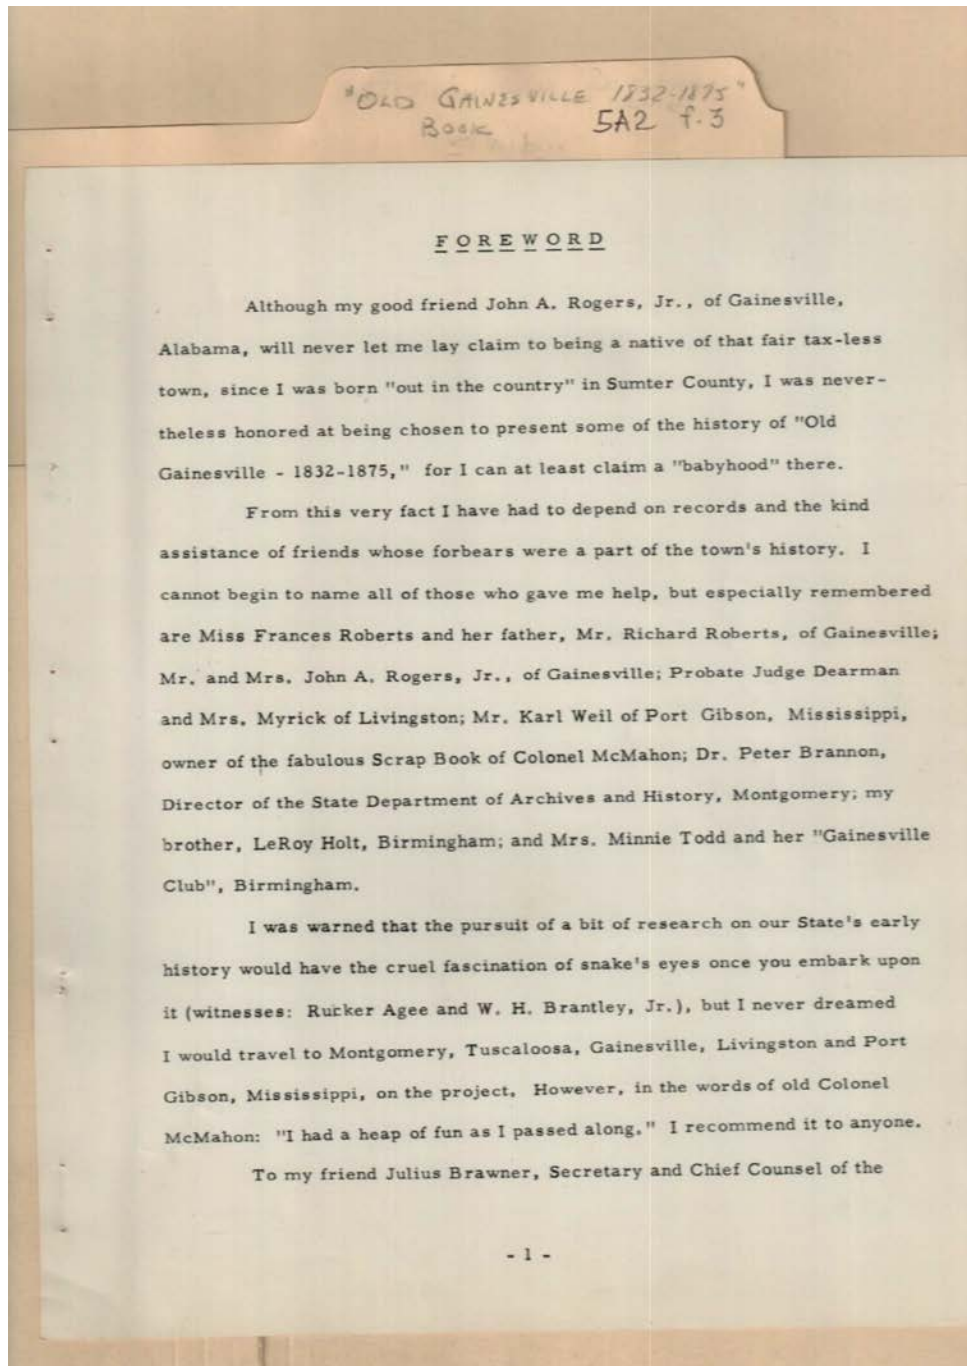 "OLD GAINESVILLE 1832-1875"
BOOK 5A2 f.3
FOREWORD
Although my good friend John A. Rogers, Jr., of Gainesville,
Alabama, will never let me lay claim to being a native of that fair tax-less
town, since I was born "out in the country" in Sumter County, I was never-
theless honored at being chosen to present some of the history of "Old
Gainesville - 1832-1875," for I can at least claim a "babyhood" there.
From this very fact I have had to depend on records and the kind
assistance of friends whose forbears were a part of the town's history. I
cannot begin to name all of those who gave me help, but especially remembered
are Miss Frances Roberts and her father, Mr. Richard Roberts, of Gainesville;
Mr. and Mrs. John A. Rogers, Jr., of Gainesville; Probate Judge Dearman
and Mrs. Myrick of Livingston; Mr. Karl Weil of Port Gibson, Mississippi,
owner of the fabulous Scrap Book of Colonel McMahon; Dr. Peter Brannon,
Director of the State Department of Archives and History, Montgomery; my
brother, LeRoy Holt, Birmingham; and Mrs. Minnie Todd and her "Gainesville
Club", Birmingham.
I was warned that the pursuit of a bit of research on our State's early
history would have the cruel fascination of snake's eyes once you embark upon
it (witnesses: Rucker Agee and W. H. Brantley, Jr.), but I never dreamed
I would travel to Montgomery, Tuscaloosa, Gainesville, Livingston and Port
Gibson, Mississippi, on the project. However, in the words of old Colonel
McMahon: "I had a heap of fun as I passed along." I recommend it to anyone.
To my friend Julius Brawner, Secretary and Chief Counsel of the
- 1 -